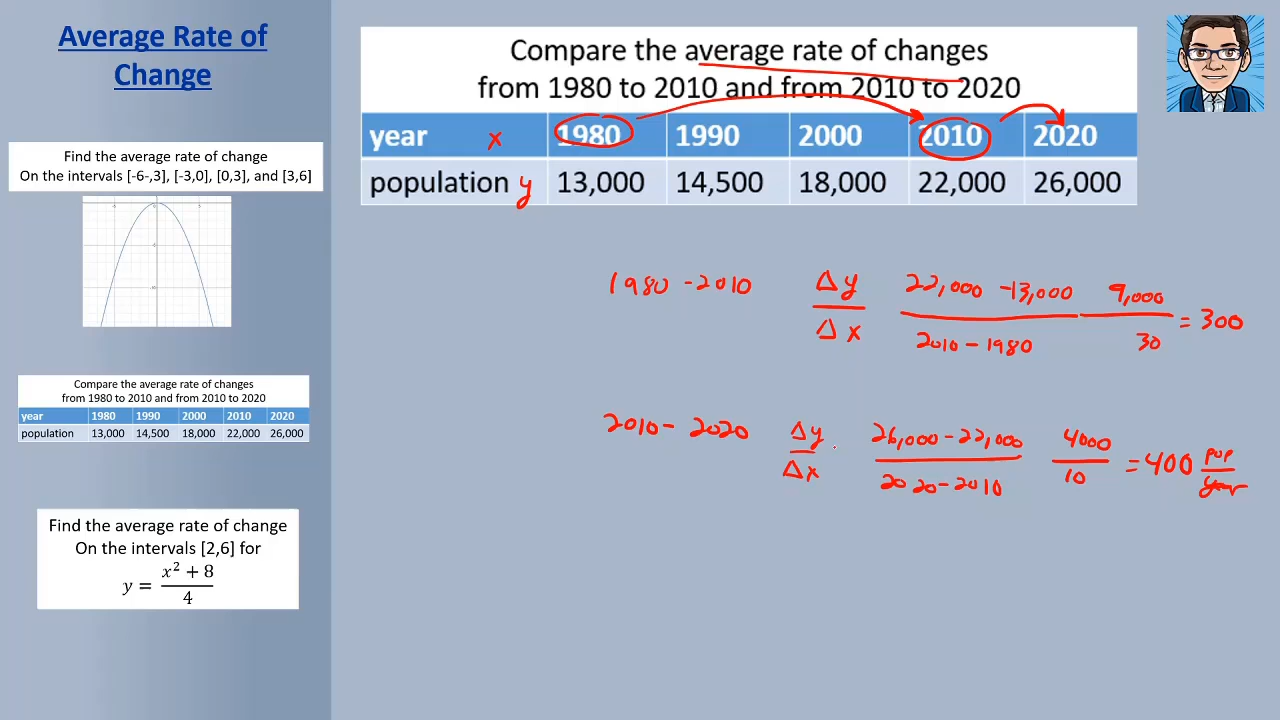 Average Rate of
Change
Find the average rate of change
On the intervals [-6-,3], [-3,0], [0,3], and [3,6]
Compare the average rate of changes
from 1980 to 2010 and from 2010 to 2020
year 1980 1990 2000 2010 2020
population 13,000 14,500 18,000 22,000 26,000
Find the average rate of change
On the intervals [2,6] for
y = x² + 8
4
Compare the average rate of changes
from 1980 to 2010 and from 2010 to 2020
year x 1980 1990 2000 2010 2020
population y 13,000 14,500 18,000 22,000 26,000
1980 - 2010 Δy 22,000 - 13,000 9,000
Δx 2010 - 1980 30 = 300
2010 - 2020 Δy 26,000 - 22,000 4000
Δx 2020 - 2010 10 = 400 pop
year